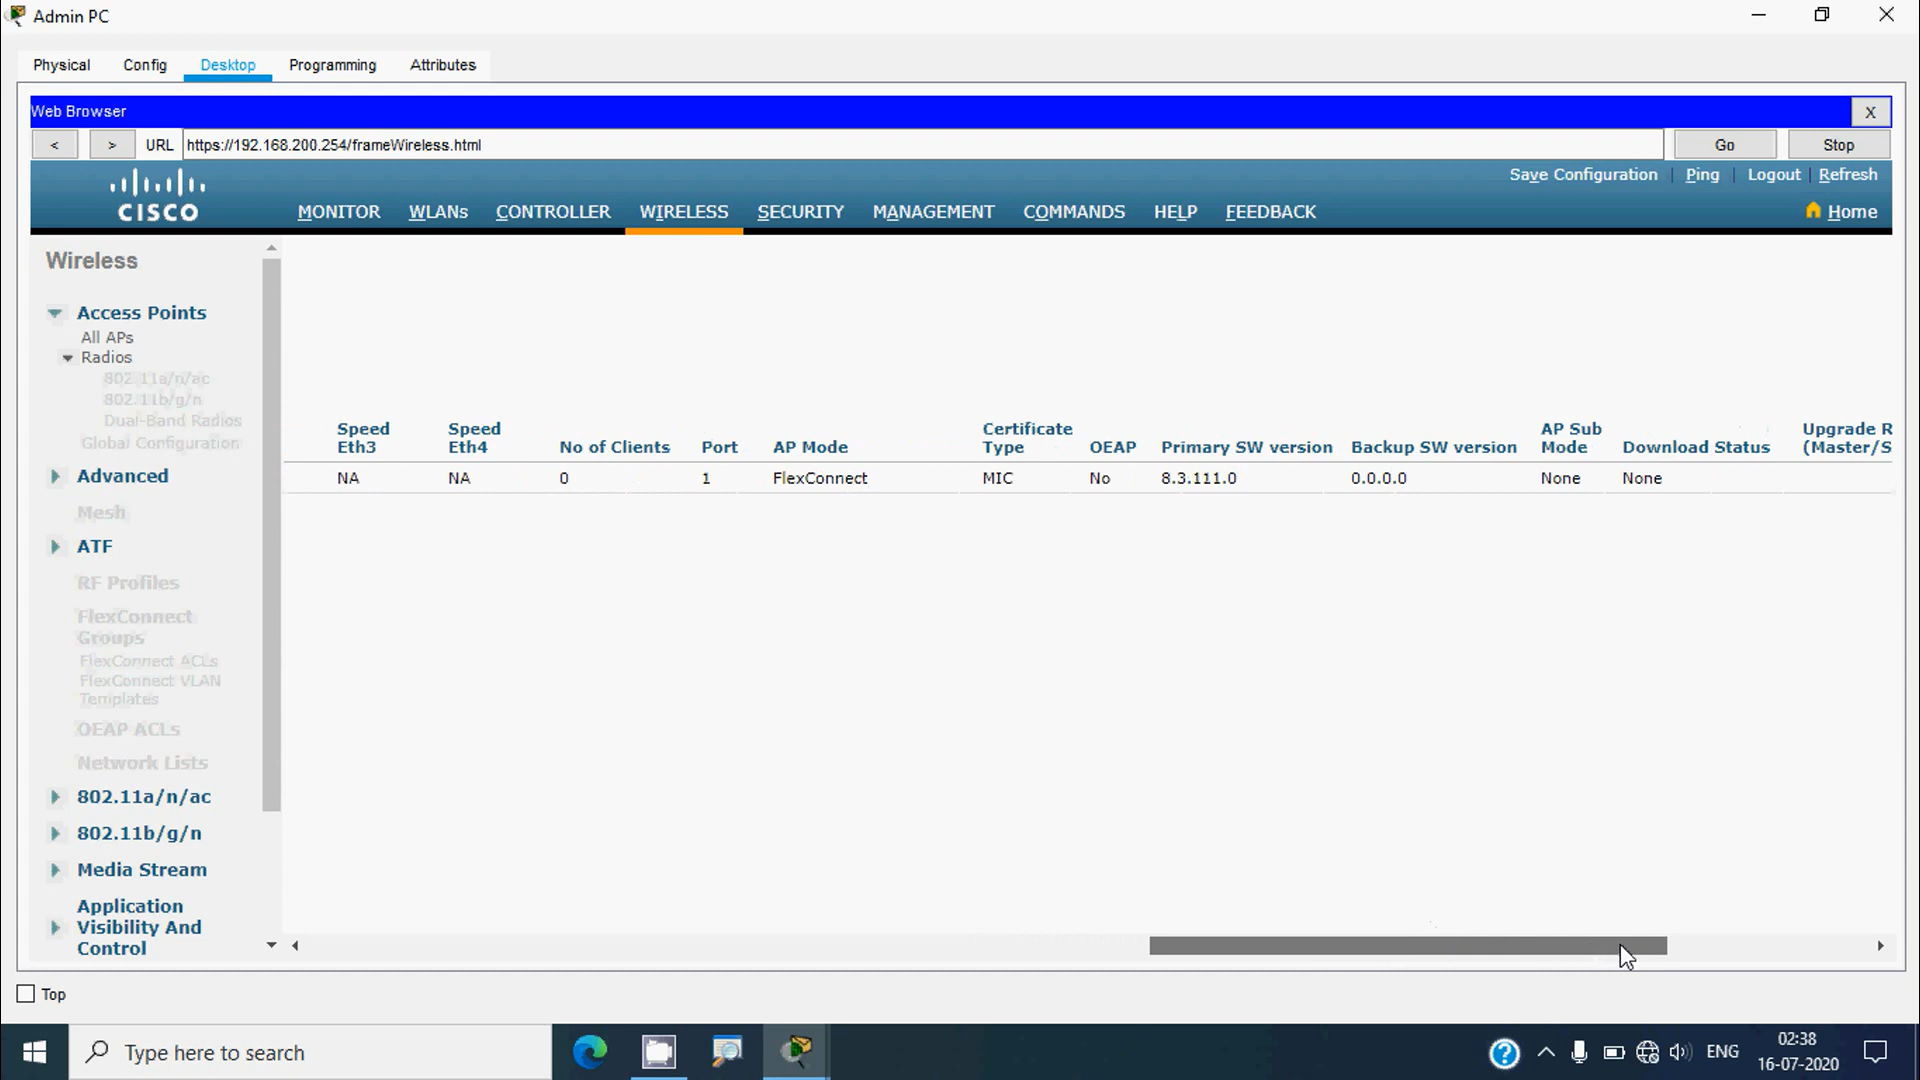 Admin PC
Physical Config Desktop Programming Attributes
Web Browser X
< > URL https://192.168.200.254/frameWireless.html Go Stop
Save Configuration Ping Logout Refresh
CISCO
MONITOR WLANs CONTROLLER WIRELESS SECURITY MANAGEMENT COMMANDS HELP FEEDBACK Home
Wireless
Access Points
All APs
Radios
802.11a/n/ac
802.11b/g/n
Dual-Band Radios
Global Configuration
Advanced
Mesh
ATF
RF Profiles
FlexConnect
Groups
FlexConnect ACLs
FlexConnect VLAN
Templates
OEAP ACLs
Network Lists
802.11a/n/ac
802.11b/g/n
Media Stream
Application
Visibility And
Control
Speed Speed Certificate AP Sub Upgrade R
Eth3 Eth4 No of Clients Port AP Mode Type OEAP Primary SW version Backup SW version Mode Download Status (Master/S
NA NA 0 1 FlexConnect MIC No 8.3.111.0 0.0.0.0 None None
Top
Type here to search
ENG
02:38
16-07-2020